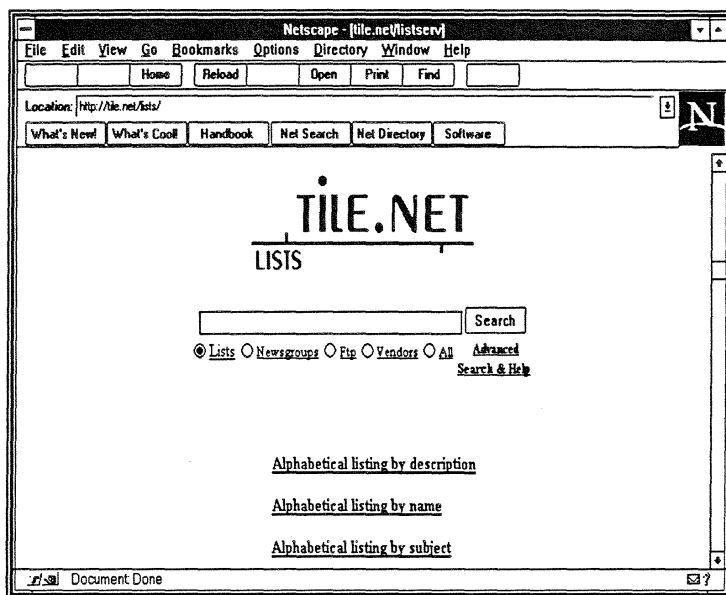 Netscape - [tile.net/listserv]
File Edit View Go Bookmarks Options Directory Window Help
Home Reload Open Print Find
Location: http://tile.net/lists/
What's New! What's Cool! Handbook Net Search Net Directory Software
N
TILE.NET
LISTS
Search
Lists Newsgroups Ftp Vendors All Advanced
Search & Help
Alphabetical listing by description
Alphabetical listing by name
Alphabetical listing by subject
Document Done
?